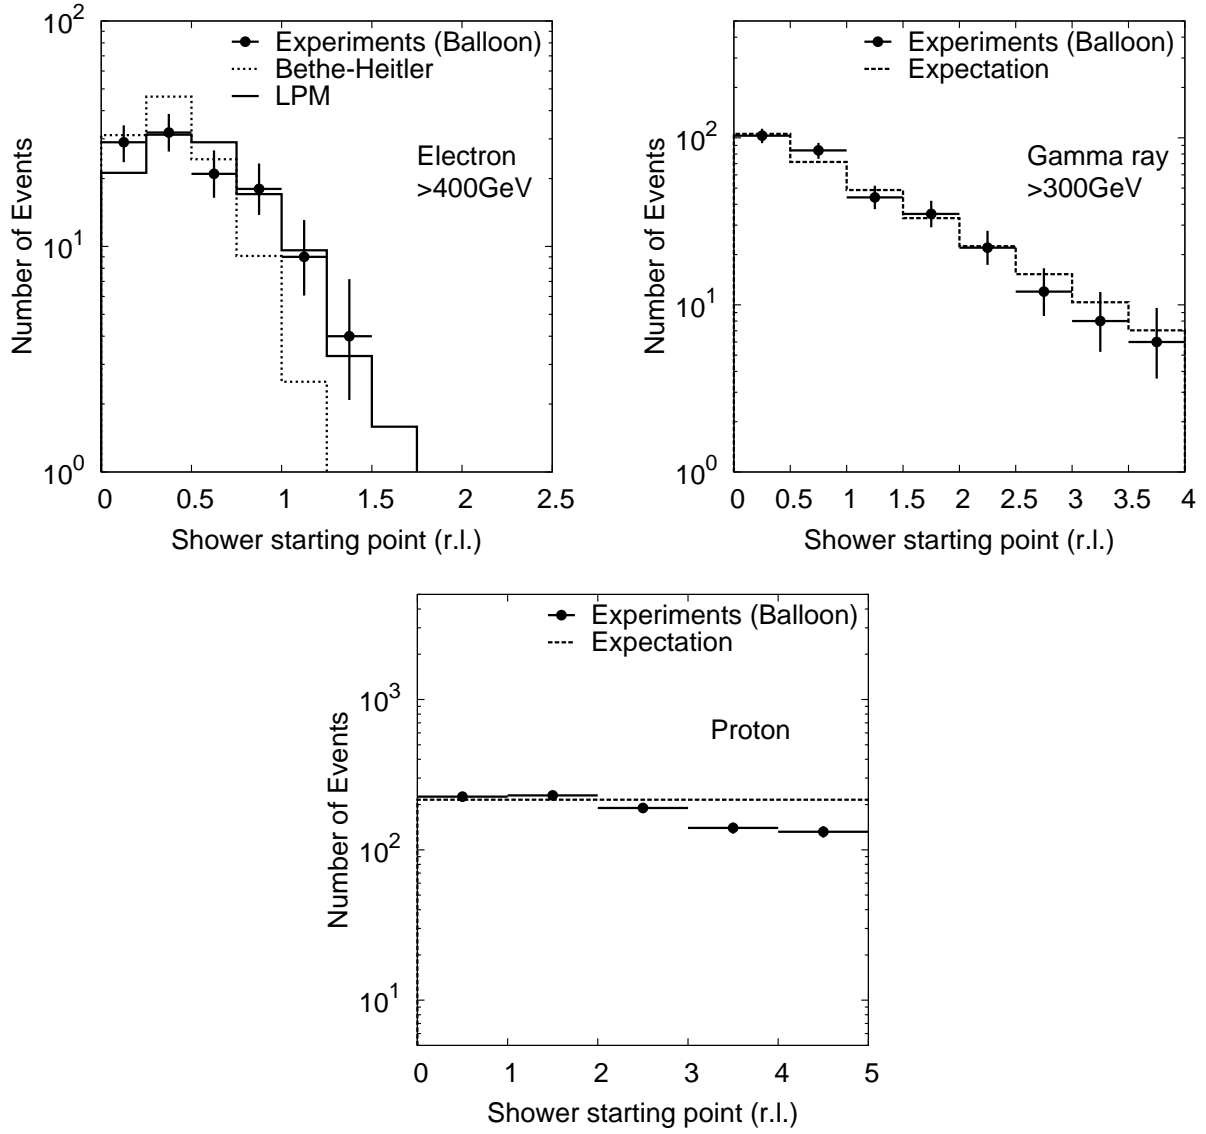 Experiments (Balloon)
Bethe-Heitler
LPM
Electron
>400GeV
Number of Events
10^2
10^1
10^0
0 0.5 1 1.5 2 2.5
Shower starting point (r.l.)
Experiments (Balloon)
Expectation
Gamma ray
>300GeV
Number of Events
10^2
10^1
10^0
0 0.5 1 1.5 2 2.5 3 3.5 4
Shower starting point (r.l.)
Experiments (Balloon)
Expectation
Proton
Number of Events
10^3
10^2
10^1
0 1 2 3 4 5
Shower starting point (r.l.)